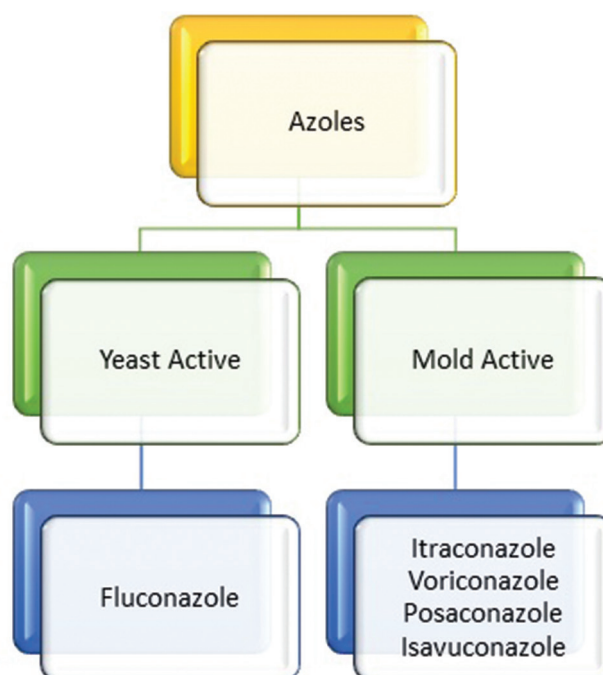 Azoles
Yeast Active
Mold Active
Fluconazole
Itraconazole
Voriconazole
Posaconazole
Isavuconazole